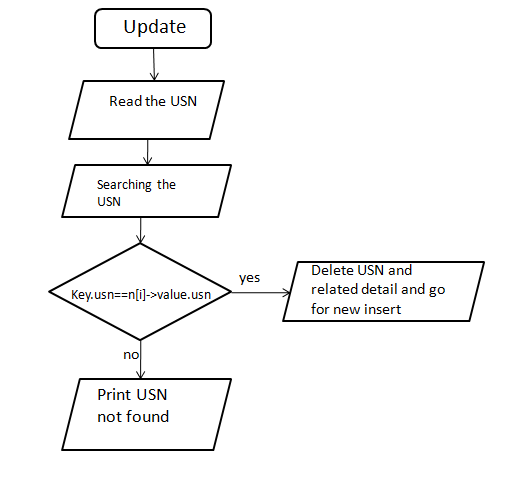 Update
Read the USN
Searching the
USN
Key.usn==n[i]->value.usn
yes
Delete USN and
related detail and go
for new insert
no
Print USN
not found